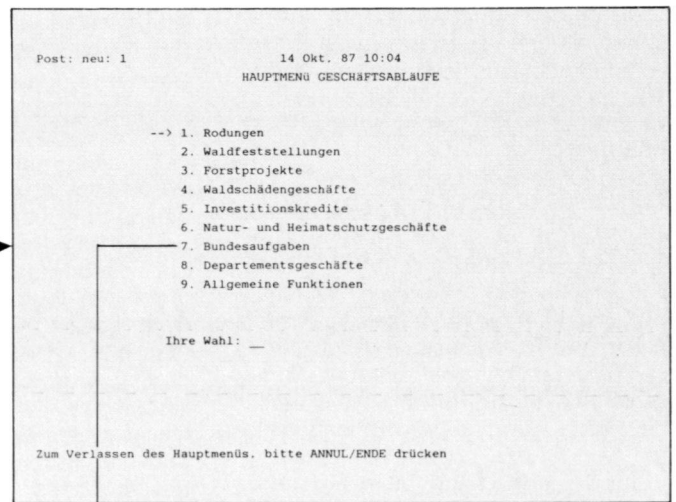 Post: neu: 1 14 Okt. 87 10:04
HAUPTMENü GESCHäFTSABLäUFE
--> 1. Rodungen
2. Waldfeststellungen
3. Forstprojekte
4. Waldschädengeschäfte
5. Investitionskredite
6. Natur- und Heimatschutzgeschäfte
7. Bundesaufgaben
8. Departementsgeschäfte
9. Allgemeine Funktionen
Ihre Wahl: __
Zum Verlassen des Hauptmenüs, bitte ANNUL/ENDE drücken